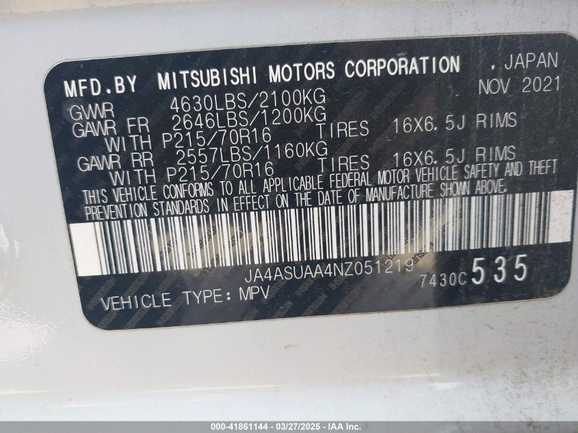 MFD.BY MITSUBISHI MOTORS CORPORATION , JAPAN
NOV 2021
GVWR 4630LBS/2100KG
GAWR FR 2646LBS/1200KG
WITH P215/70R16 TIRES 16X6.5J RIMS
GAWR RR 2557LBS/1160KG
WITH P215/70R16 TIRES 16X6.5J RIMS
THIS VEHICLE CONFORMS TO ALL APPLICABLE FEDERAL MOTOR VEHICLE SAFETY AND THEFT
PREVENTION STANDARDS IN EFFECT ON THE DATE OF MANUFACTURE SHOWN ABOVE.
JA4ASUAA4NZ051219
7430C535
VEHICLE TYPE: MPV
000-41861144 - 03/27/2025 - IAA Inc.